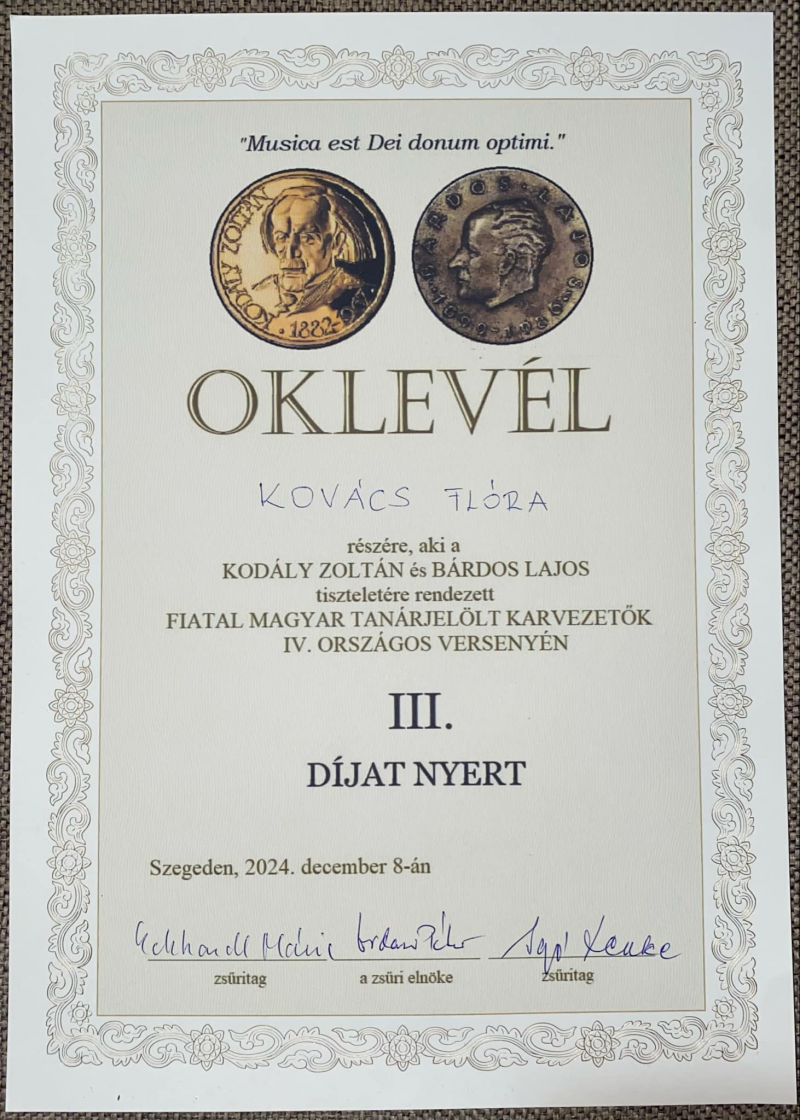 "Musica est Dei donum optimi."
KODÁLY ZOLTÁN
BÁRDOS LAJOS
OKLEVÉL
KOVÁCS FLÓRA
részére, aki a
KODÁLY ZOLTÁN és BÁRDOS LAJOS
tiszteletére rendezett
FIATAL MAGYAR TANÁRJELÖLT KARVEZETŐK
IV. ORSZÁGOS VERSENYÉN
III.
DÍJAT NYERT
Szegeden, 2024. december 8-án
Eckhardt Mária
zsűritag
a zsűri elnöke
zsűritag